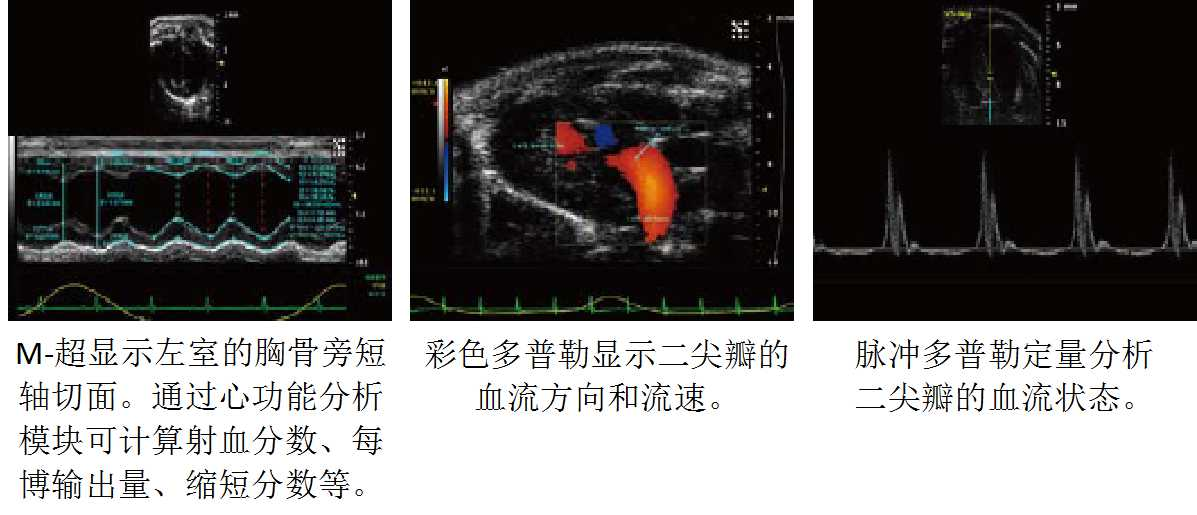 M-超显示左室的胸骨旁短
轴切面。通过心功能分析
模块可计算射血分数、每
博输出量、缩短分数等。
彩色多普勒显示二尖瓣的
血流方向和流速。
脉冲多普勒定量分析
二尖瓣的血流状态。